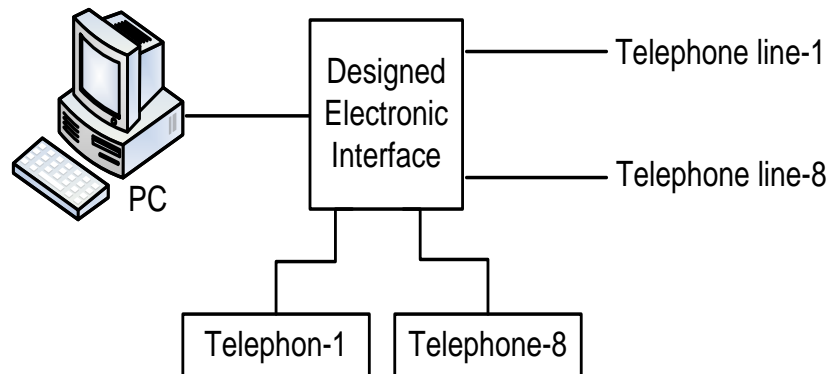 Designed
Electronic
Interface
Telephone line-1
Telephone line-8
PC
Telephon-1
Telephone-8